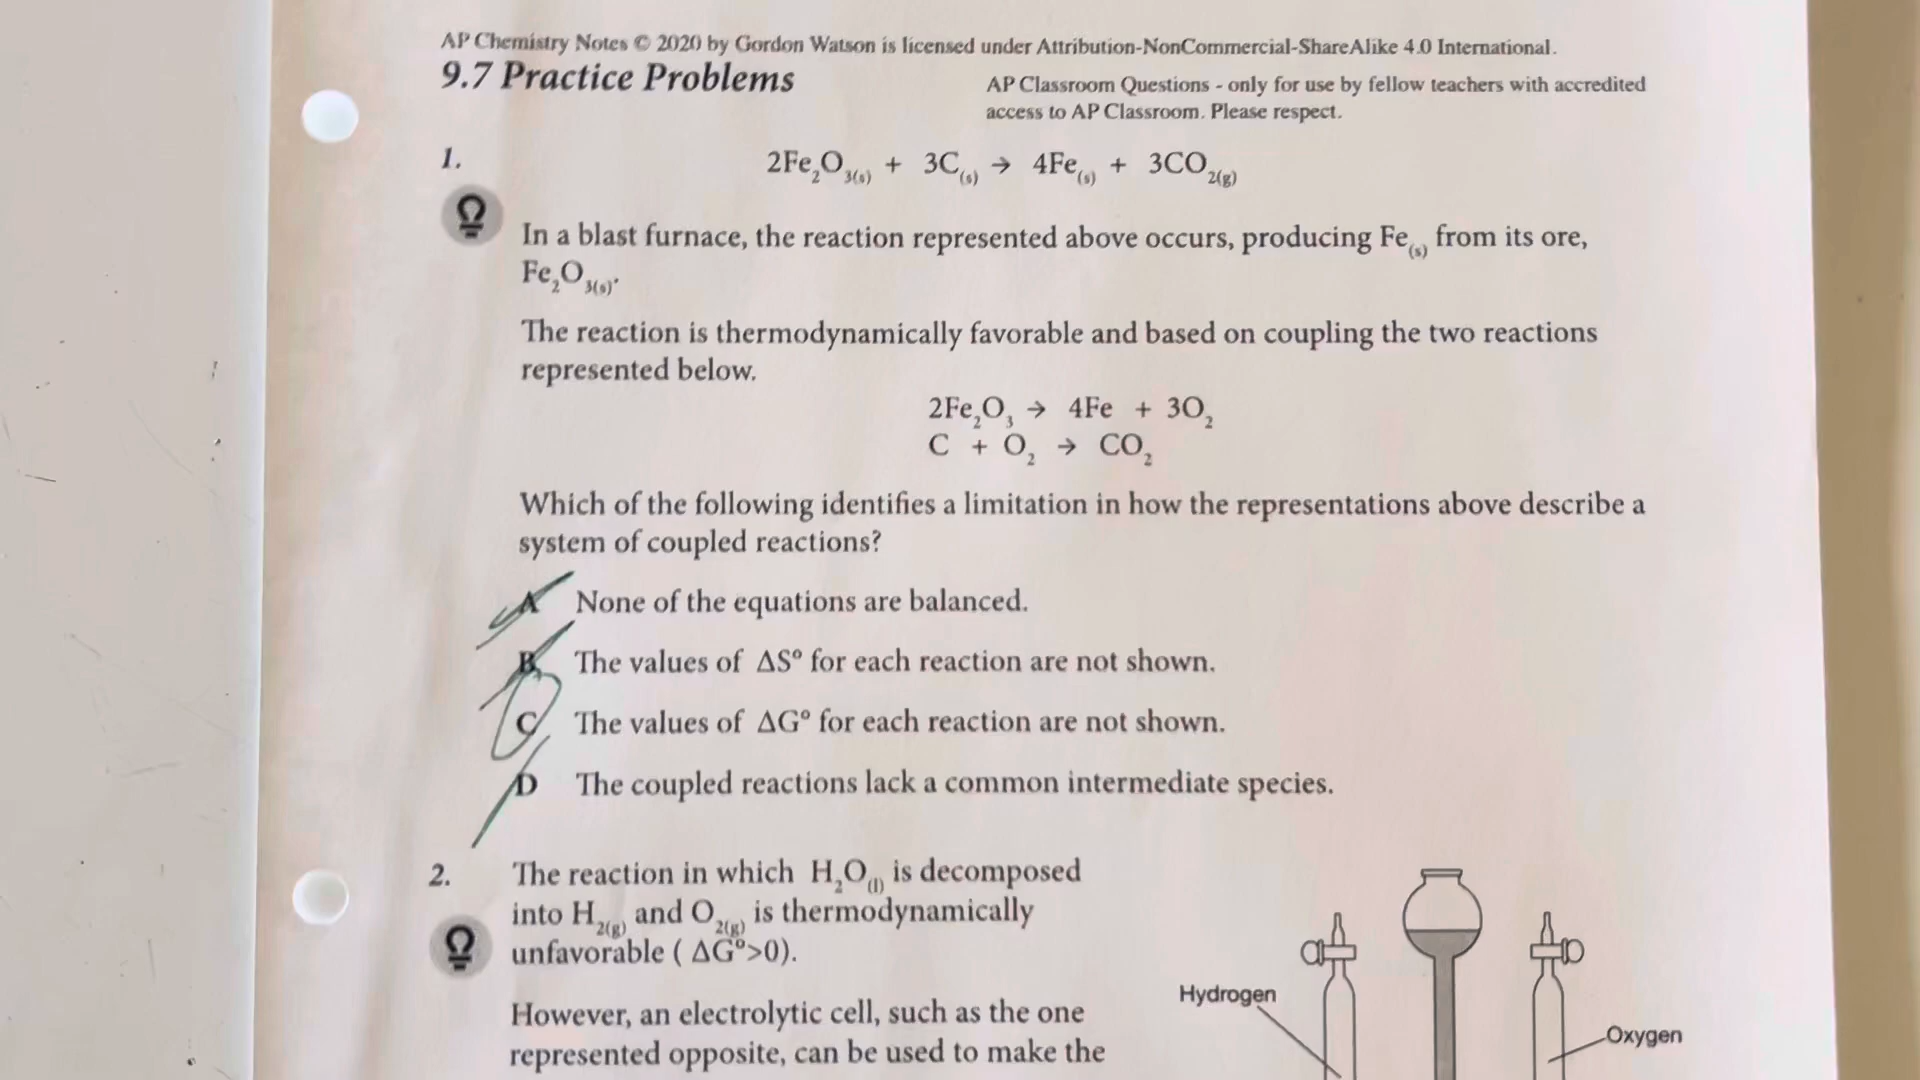 AP Chemistry Notes © 2020 by Gordon Watson is licensed under Attribution-NonCommercial-ShareAlike 4.0 International.
9.7 Practice Problems
AP Classroom Questions - only for use by fellow teachers with accredited
access to AP Classroom. Please respect.
1.
2Fe₂O₃₍ₛ₎ + 3C₍ₛ₎ → 4Fe₍ₛ₎ + 3CO₂(g)
In a blast furnace, the reaction represented above occurs, producing Fe₍ₛ₎ from its ore,
Fe₂O₃₍ₛ₎.
The reaction is thermodynamically favorable and based on coupling the two reactions
represented below.
2Fe₂O₃ → 4Fe + 3O₂
C + O₂ → CO₂
Which of the following identifies a limitation in how the representations above describe a
system of coupled reactions?
A None of the equations are balanced.
B The values of ΔS° for each reaction are not shown.
C The values of ΔG° for each reaction are not shown.
D The coupled reactions lack a common intermediate species.
2. The reaction in which H₂O(l) is decomposed
into H₂(g) and O₂(g) is thermodynamically
unfavorable ( ΔG°>0).
However, an electrolytic cell, such as the one
represented opposite, can be used to make the
Hydrogen
Oxygen